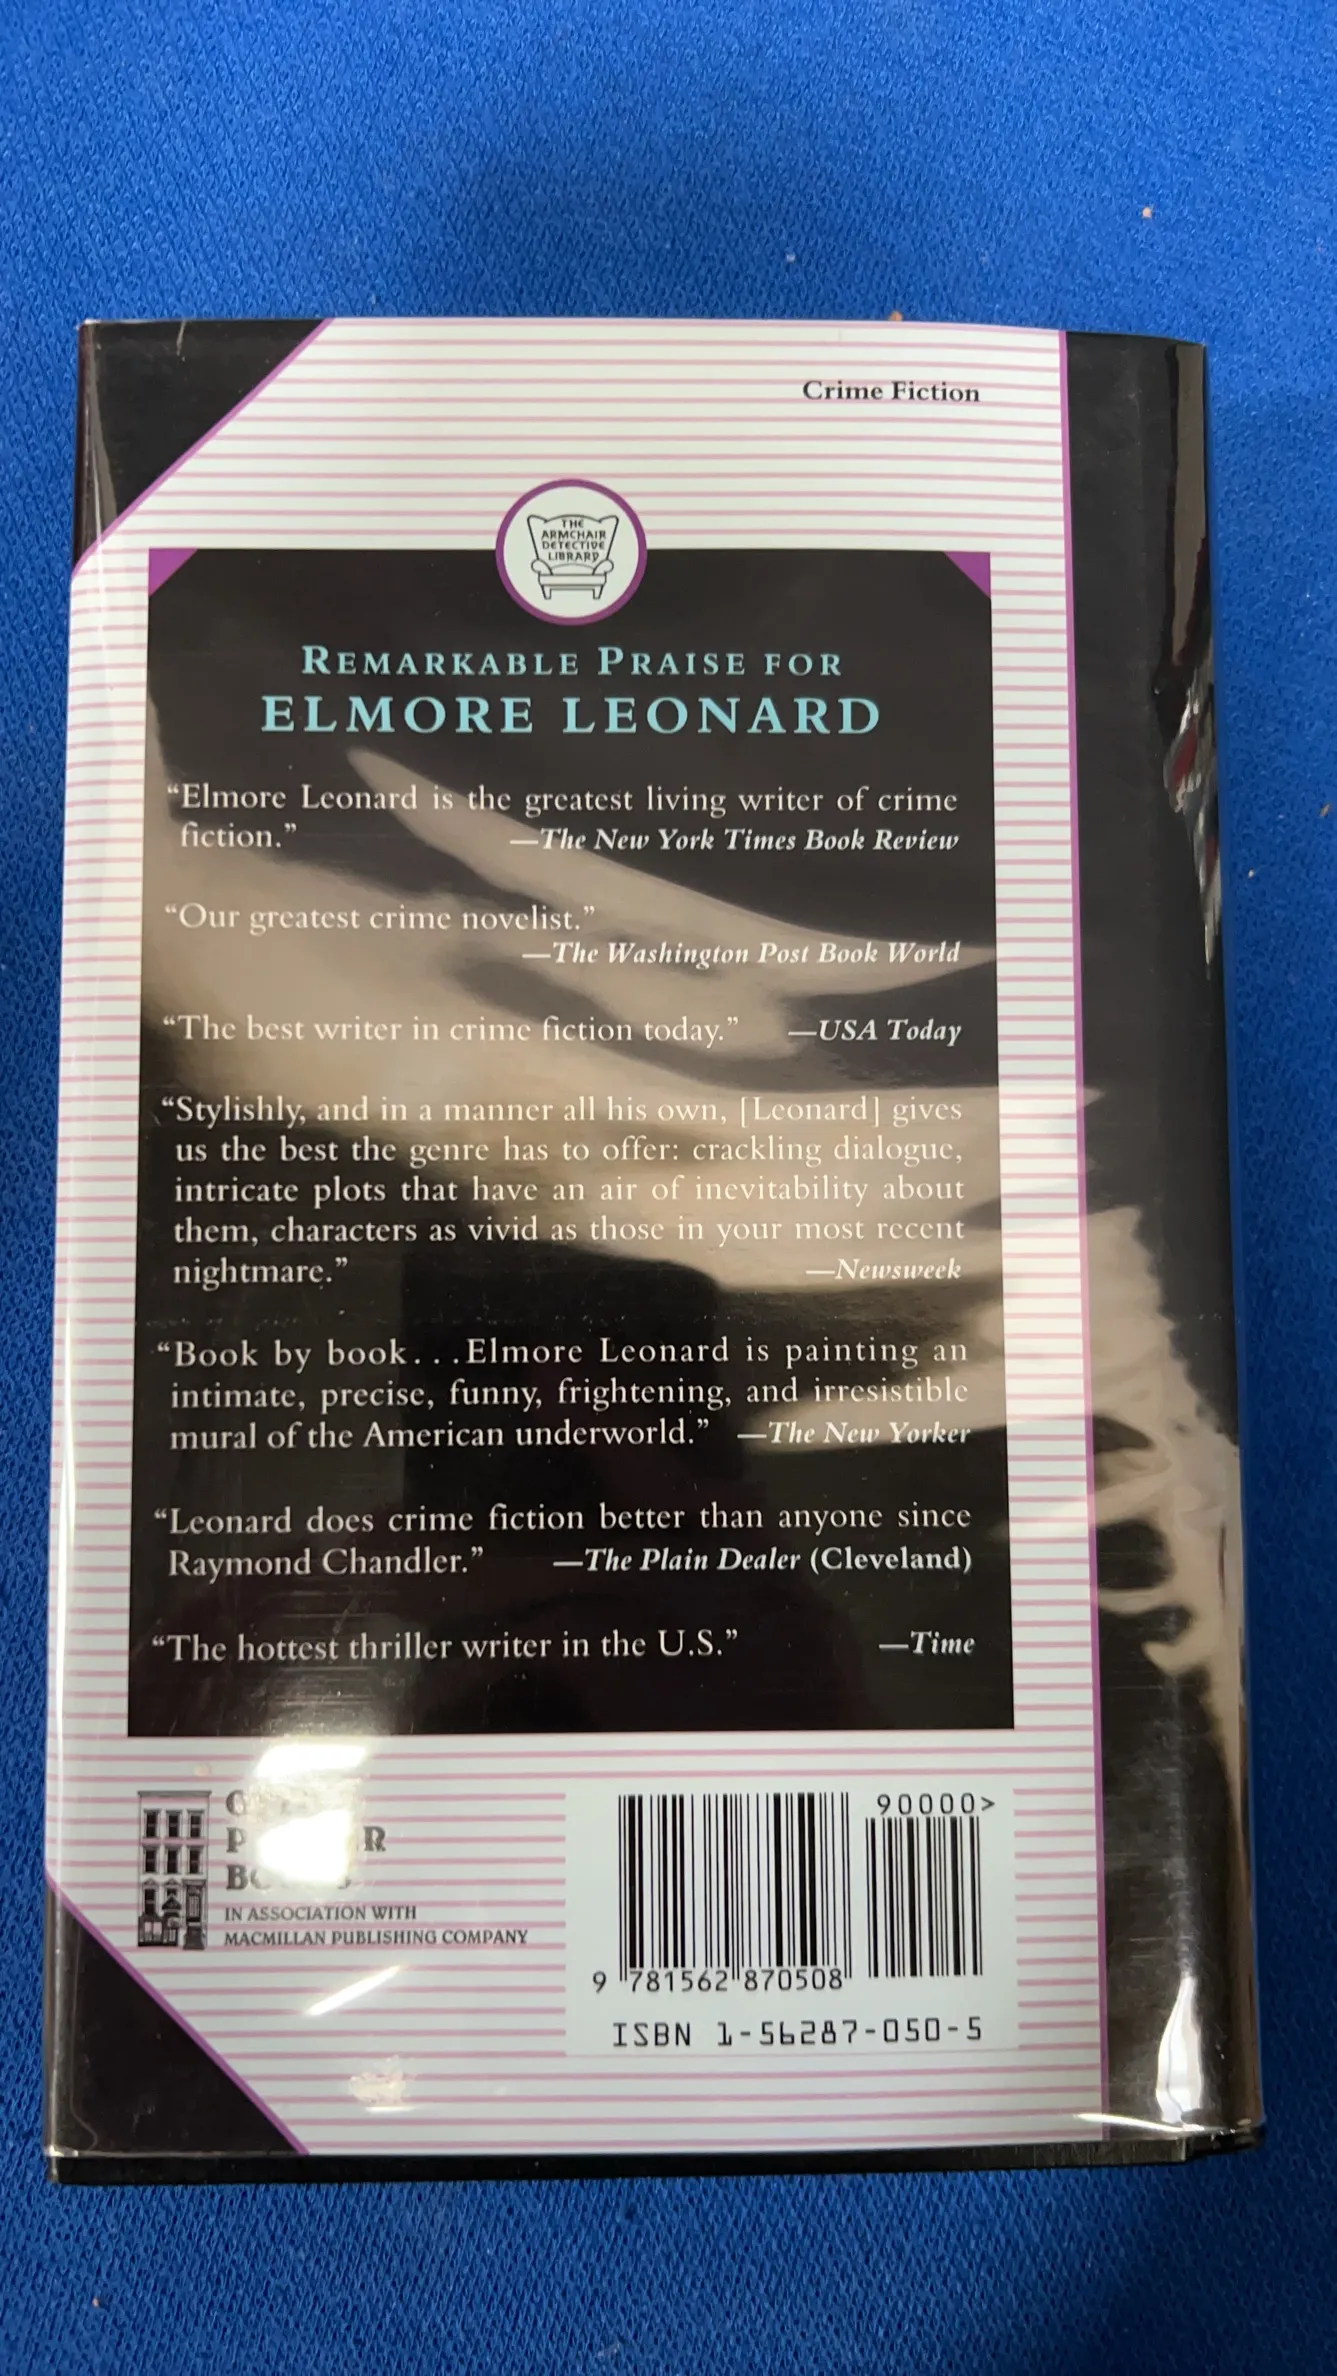 Crime Fiction
THE
ARMCHAIR
DETECTIVE
LIBRARY
REMARKABLE PRAISE FOR
ELMORE LEONARD
“Elmore Leonard is the greatest living writer of crime
fiction.” —The New York Times Book Review
“Our greatest crime novelist.”
—The Washington Post Book World
“The best writer in crime fiction today.” —USA Today
“Stylishly, and in a manner all his own, [Leonard] gives
us the best the genre has to offer: crackling dialogue,
intricate plots that have an air of inevitability about
them, characters as vivid as those in your most recent
nightmare.” —Newsweek
“Book by book...Elmore Leonard is painting an
intimate, precise, funny, frightening, and irresistible
mural of the American underworld.” —The New Yorker
“Leonard does crime fiction better than anyone since
Raymond Chandler.” —The Plain Dealer (Cleveland)
“The hottest thriller writer in the U.S.” —Time
IN ASSOCIATION WITH
MACMILLAN PUBLISHING COMPANY
90000>
9 781562 870508
ISBN 1-56287-050-5